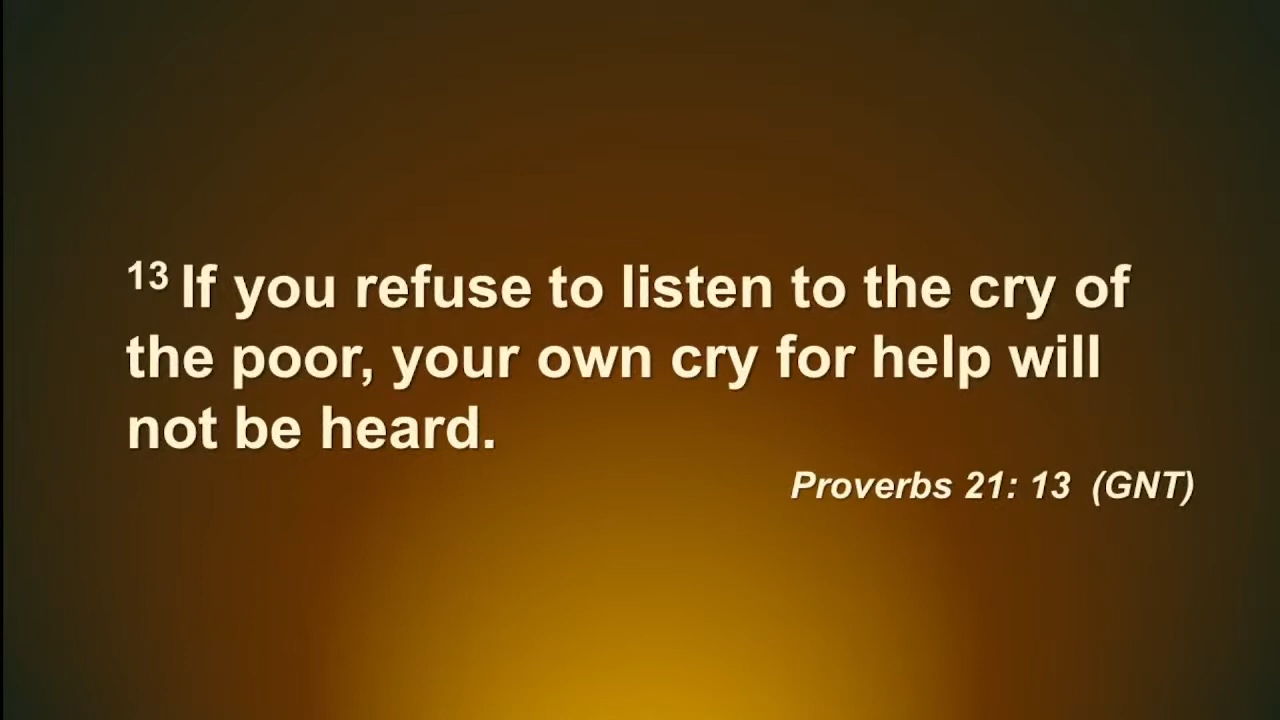 13 If you refuse to listen to the cry of
the poor, your own cry for help will
not be heard.
Proverbs 21: 13 (GNT)